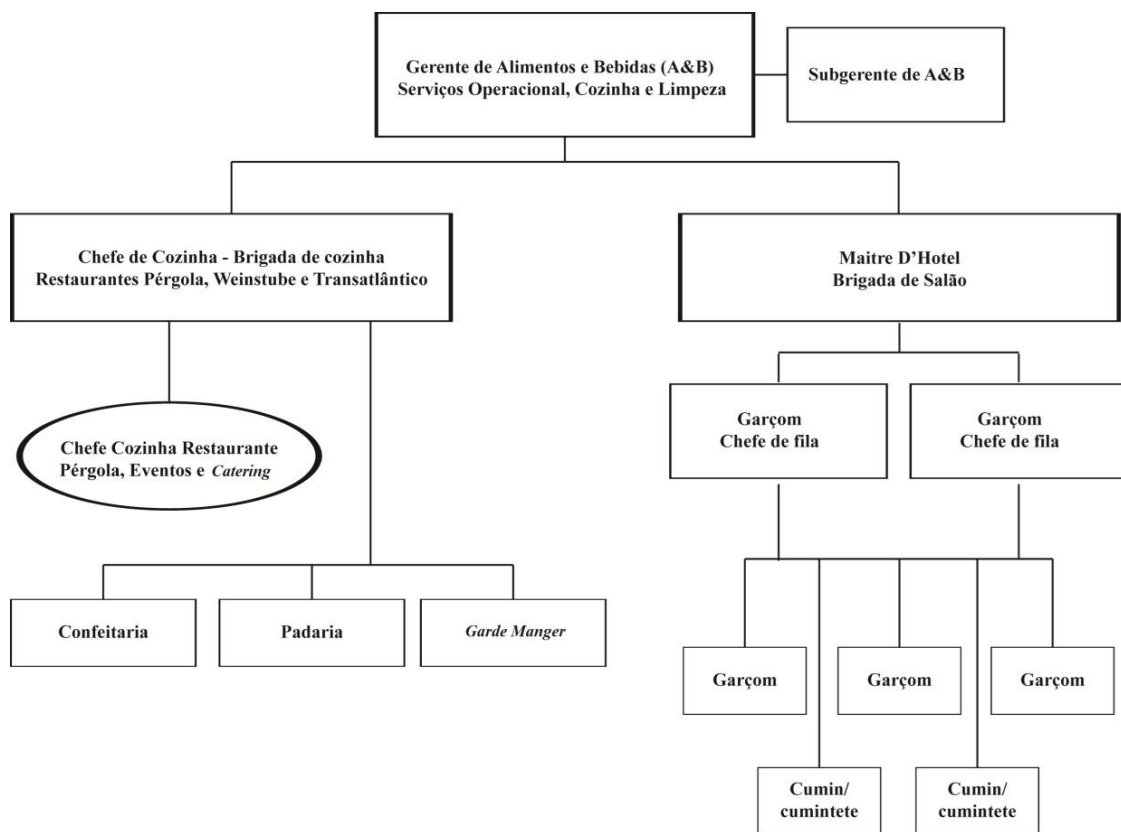 Gerente de Alimentos e Bebidas (A&B)
Serviços Operacional, Cozinha e Limpeza
Subgerente de A&B
Chefe de Cozinha - Brigada de cozinha
Restaurantes Pérgola, Weinstube e Transatlântico
Maitre D’Hotel
Brigada de Salão
Chefe Cozinha Restaurante
Pérgola, Eventos e Catering
Garçom
Chefe de fila
Garçom
Chefe de fila
Confeitaria
Padaria
Garde Manger
Garçom
Garçom
Garçom
Cumin/
cumintete
Cumin/
cumintete